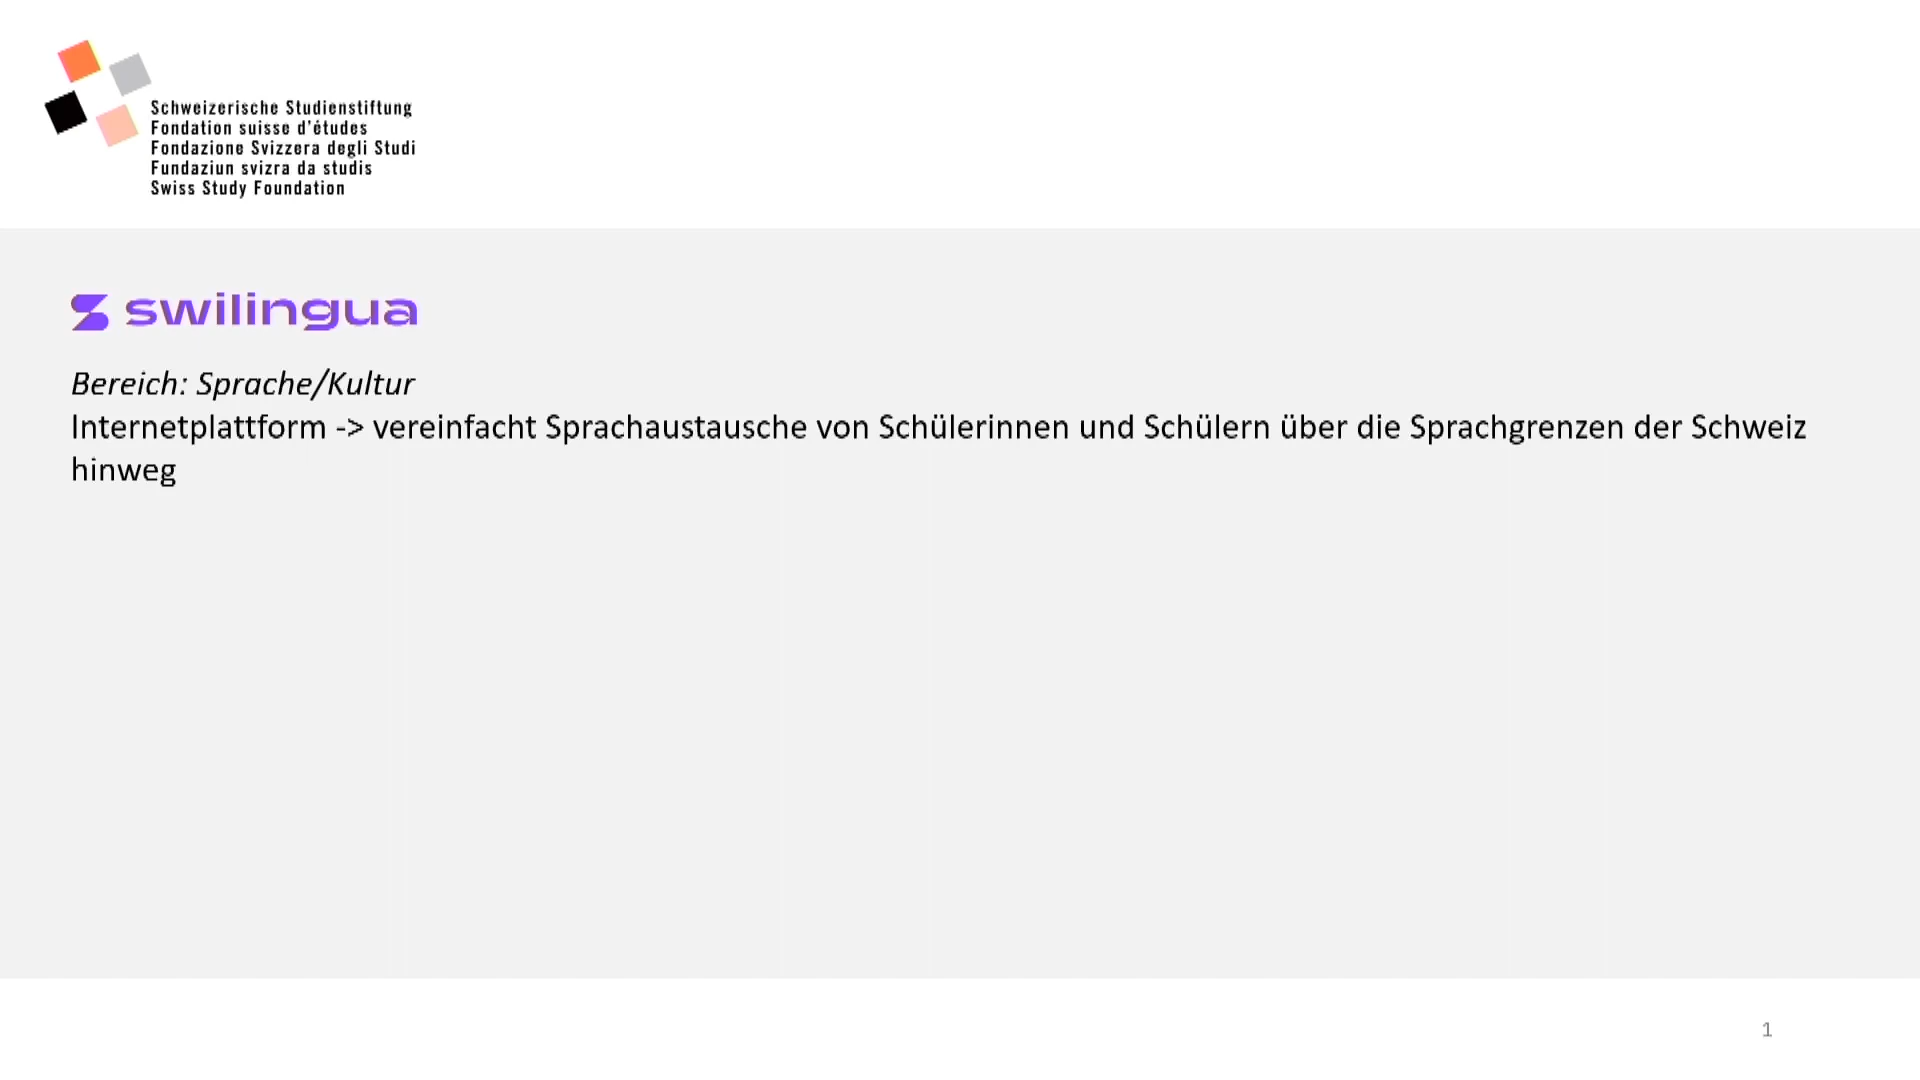 Schweizerische Studienstiftung
Fondation suisse d'études
Fondazione Svizzera degli Studi
Fundaziun svizra da studis
Swiss Study Foundation
swilingua
Bereich: Sprache/Kultur
Internetplattform -> vereinfacht Sprachaustausche von Schülerinnen und Schülern über die Sprachgrenzen der Schweiz
hinweg
1